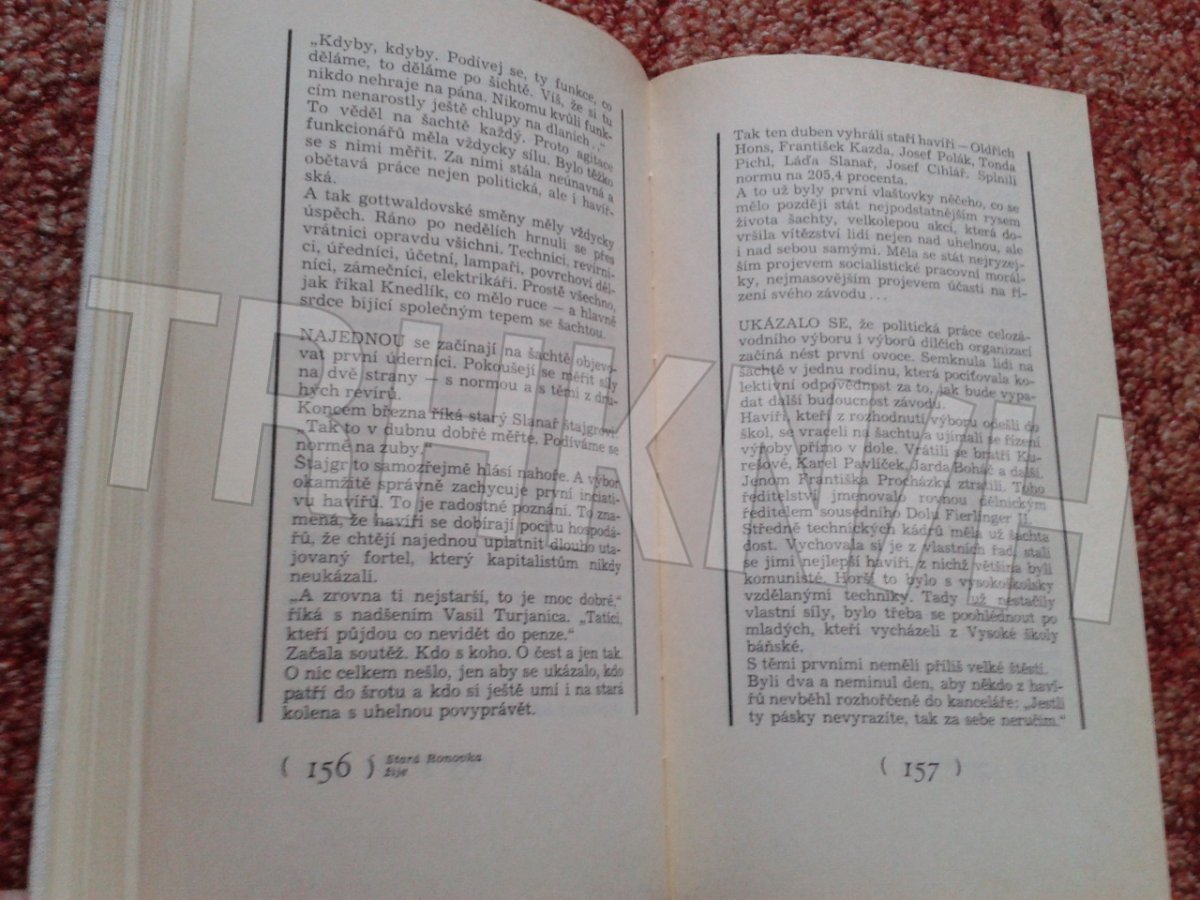 „Kdyby, kdyby. Podívej se, ty funkce, co
děláme, to děláme po šichtě. Víš, že si tu
nikdo nehraje na pána. Nikomu kvůli funk-
cím nenarostly ještě chlupy na dlaních...“
To věděl na šachtě každý. Proto agitace
funkcionářů měla vždycky sílu. Bylo těžko
se s nimi měřit. Za nimi stála neúnavná a
obětavá práce nejen politická, ale i havíř-
ská.
A tak gottwaldovské směny měly vždycky
úspěch. Ráno po nedělích hrnuli se přes
vrátnici opravdu všichni. Technici, revírní-
ci, úředníci, účetní, lampaři, povrchoví děl-
níci, zámečníci, elektrikáři. Prostě všechno,
jak říkal Knedlík, co mělo ruce — a hlavně
srdce bijící společným tepem se šachtou.
NAJEDNOU se začínají na šachtě objevo-
vat první úderníci. Pokoušejí se měřit síly
na dvě strany — s normou a s těmi z dru-
hých revírů.
Koncem března říká starý Slanař štajgrovi:
„Tak to v dubnu dobře měřte. Podíváme se
normě na zuby.“
Štajgr to samozřejmě hlásí nahoře. A výbor
okamžitě správně zachycuje první inciati-
vu havířů. To je radostné poznání. To zna-
mená, že havíři se dobírají pocitu hospodá-
řů, že chtějí najednou uplatnit dlouho uta-
jovaný fortel, který kapitalistům nikdy
neukázali.
„A zrovna ti nejstarší, to je moc dobré,“
říká s nadšením Vasil Turjanica. „Tatíci,
kteří půjdou co nevidět do penze.“
Začala soutěž. Kdo s koho. O čest a jen tak.
O nic celkem nešlo, jen aby se ukázalo, kdo
patří do šrotu a kdo si ještě umí i na stará
kolena s uhelnou povyprávět.
( 156 ) Stará Ronovka
žije
Tak ten duben vyhráli staří havíři — Oldřich
Hons, František Kazda, Josef Polák, Tonda
Pichl, Láďa Slanař, Josef Cihlář. Splnili
normu na 205,4 procenta.
A to už byly první vlaštovky něčeho, co se
mělo později stát nejpodstatnějším rysem
života šachty, velkolepou akcí, která do-
vršila vítězství lidí nejen nad uhelnou, ale
i nad sebou samými. Měla se stát nejryzej-
ším projevem socialistické pracovní morál-
ky, nejmasovějším projevem účasti na ří-
zení svého závodu...
UKÁZALO SE, že politická práce celozá-
vodního výboru i výborů dílčích organizací
začíná nést první ovoce. Semknula lidi na
šachtě v jednu rodinu, která pociťovala ko-
lektivní odpovědnost za to, jak bude vypa-
dat další budoucnost závodu.
Havíři, kteří z rozhodnutí výboru odešli do
škol, se vraceli na šachtu a ujímali se řízení
výroby přímo v dole. Vrátili se bratři Ku-
rešové, Karel Pavlíček, Jarda Boháč a další.
Jenom Františka Procházku ztratili. Toho
ředitelství jmenovalo rovnou dělnickým
ředitelem sousedního Dolu Fierlinger II.
Středně technických kádrů měla už šachta
dost. Vychovala si je z vlastních řad, stali
se jimi nejlepší havíři, z nichž většina byli
komunisté. Horší to bylo s vysokoškolsky
vzdělanými techniky. Tady už nestačily
vlastní síly, bylo třeba se poohlédnout po
mladých, kteří vycházeli z Vysoké školy
báňské.
S těmi prvními neměli příliš velké štěstí.
Byli dva a neminul den, aby někdo z haví-
řů nevběhl rozhořčeně do kanceláře: „Jestli
ty pásky nevyrazíte, tak za sebe neručím.“
( 157 )
TRHKNIH